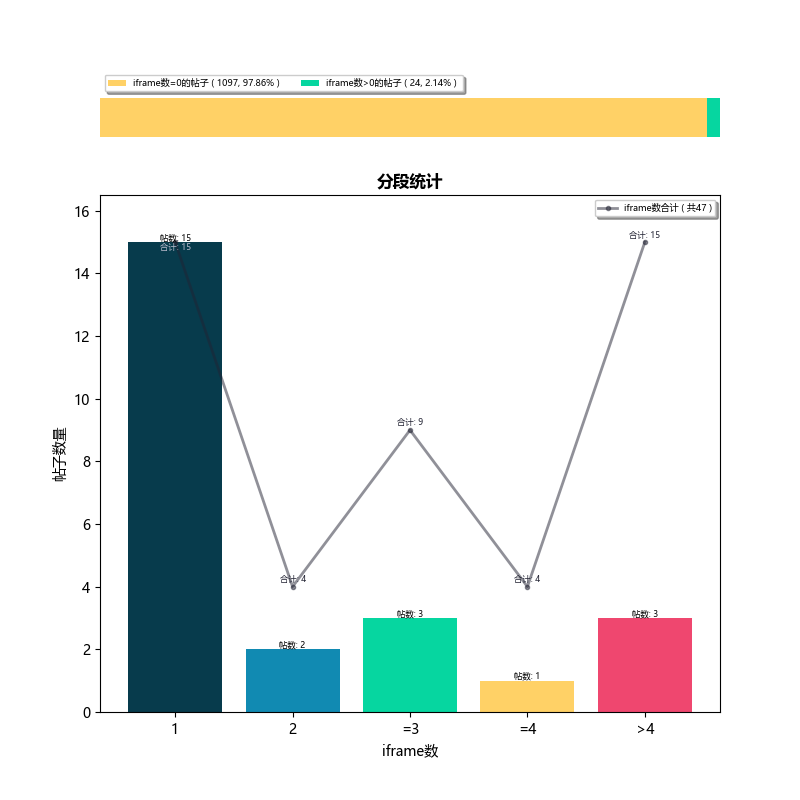 iframe数=0的帖子 ( 1097, 97.86% ) iframe数>0的帖子 ( 24, 2.14% )
分段统计
iframe数合计 ( 共47 )
帖子数量
16
14
12
10
8
6
4
2
0
帖数: 15
合计: 15
合计: 15
合计: 9
合计: 4
合计: 4
帖数: 2
帖数: 3
帖数: 1
帖数: 3
1 2 =3 =4 >4
iframe数